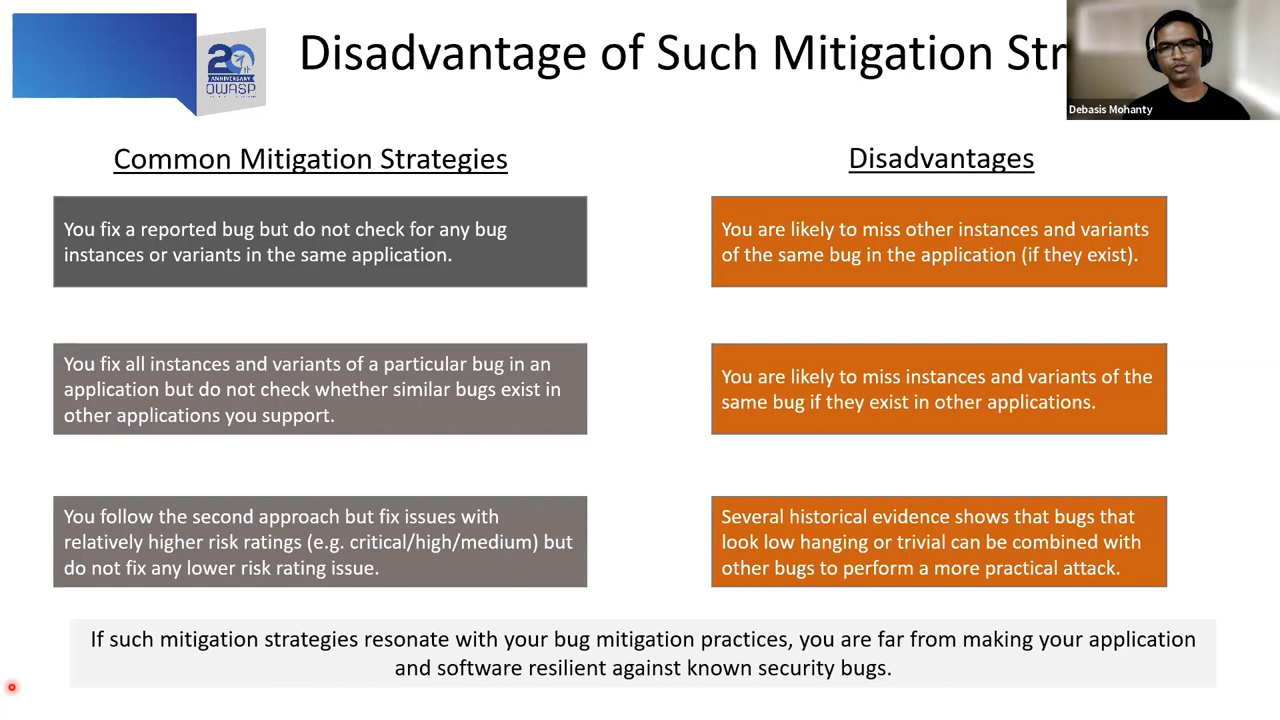 20
th
ANNIVERSARY
OWASP
Disadvantage of Such Mitigation Str
Debasis Mohanty
Common Mitigation Strategies
Disadvantages
You fix a reported bug but do not check for any bug
instances or variants in the same application.
You are likely to miss other instances and variants
of the same bug in the application (if they exist).
You fix all instances and variants of a particular bug in an
application but do not check whether similar bugs exist in
other applications you support.
You are likely to miss instances and variants of the
same bug if they exist in other applications.
You follow the second approach but fix issues with
relatively higher risk ratings (e.g. critical/high/medium) but
do not fix any lower risk rating issue.
Several historical evidence shows that bugs that
look low hanging or trivial can be combined with
other bugs to perform a more practical attack.
If such mitigation strategies resonate with your bug mitigation practices, you are far from making your application
and software resilient against known security bugs.